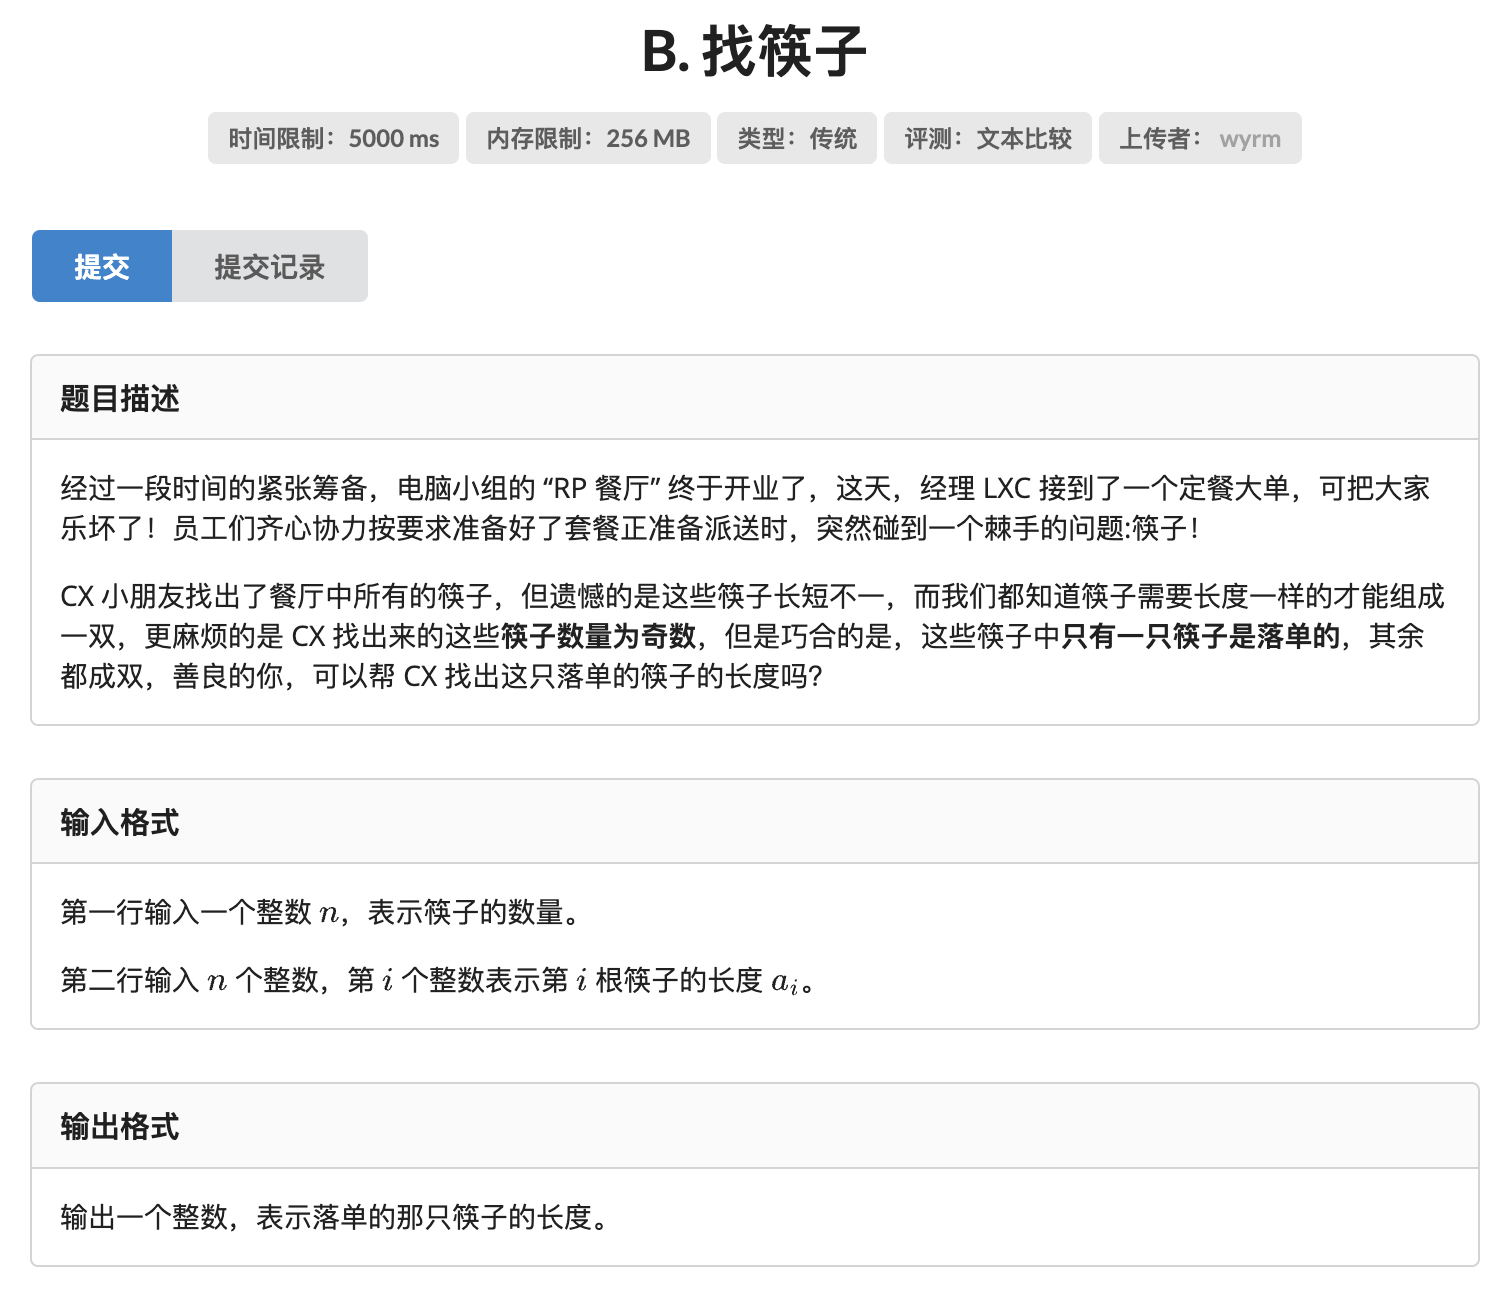 B. 找筷子
时间限制：5000 ms
内存限制：256 MB
类型：传统
评测：文本比较
上传者： wyrm
提交
提交记录
题目描述
经过一段时间的紧张筹备，电脑小组的 “RP 餐厅” 终于开业了，这天，经理 LXC 接到了一个定餐大单，可把大家
乐坏了！员工们齐心协力按要求准备好了套餐正准备派送时，突然碰到一个棘手的问题:筷子！
CX 小朋友找出了餐厅中所有的筷子，但遗憾的是这些筷子长短不一，而我们都知道筷子需要长度一样的才能组成
一双，更麻烦的是 CX 找出来的这些筷子数量为奇数，但是巧合的是，这些筷子中只有一只筷子是落单的，其余
都成双，善良的你，可以帮 CX 找出这只落单的筷子的长度吗?
输入格式
第一行输入一个整数 n，表示筷子的数量。
第二行输入 n 个整数，第 i 个整数表示第 i 根筷子的长度 a_i。
输出格式
输出一个整数，表示落单的那只筷子的长度。